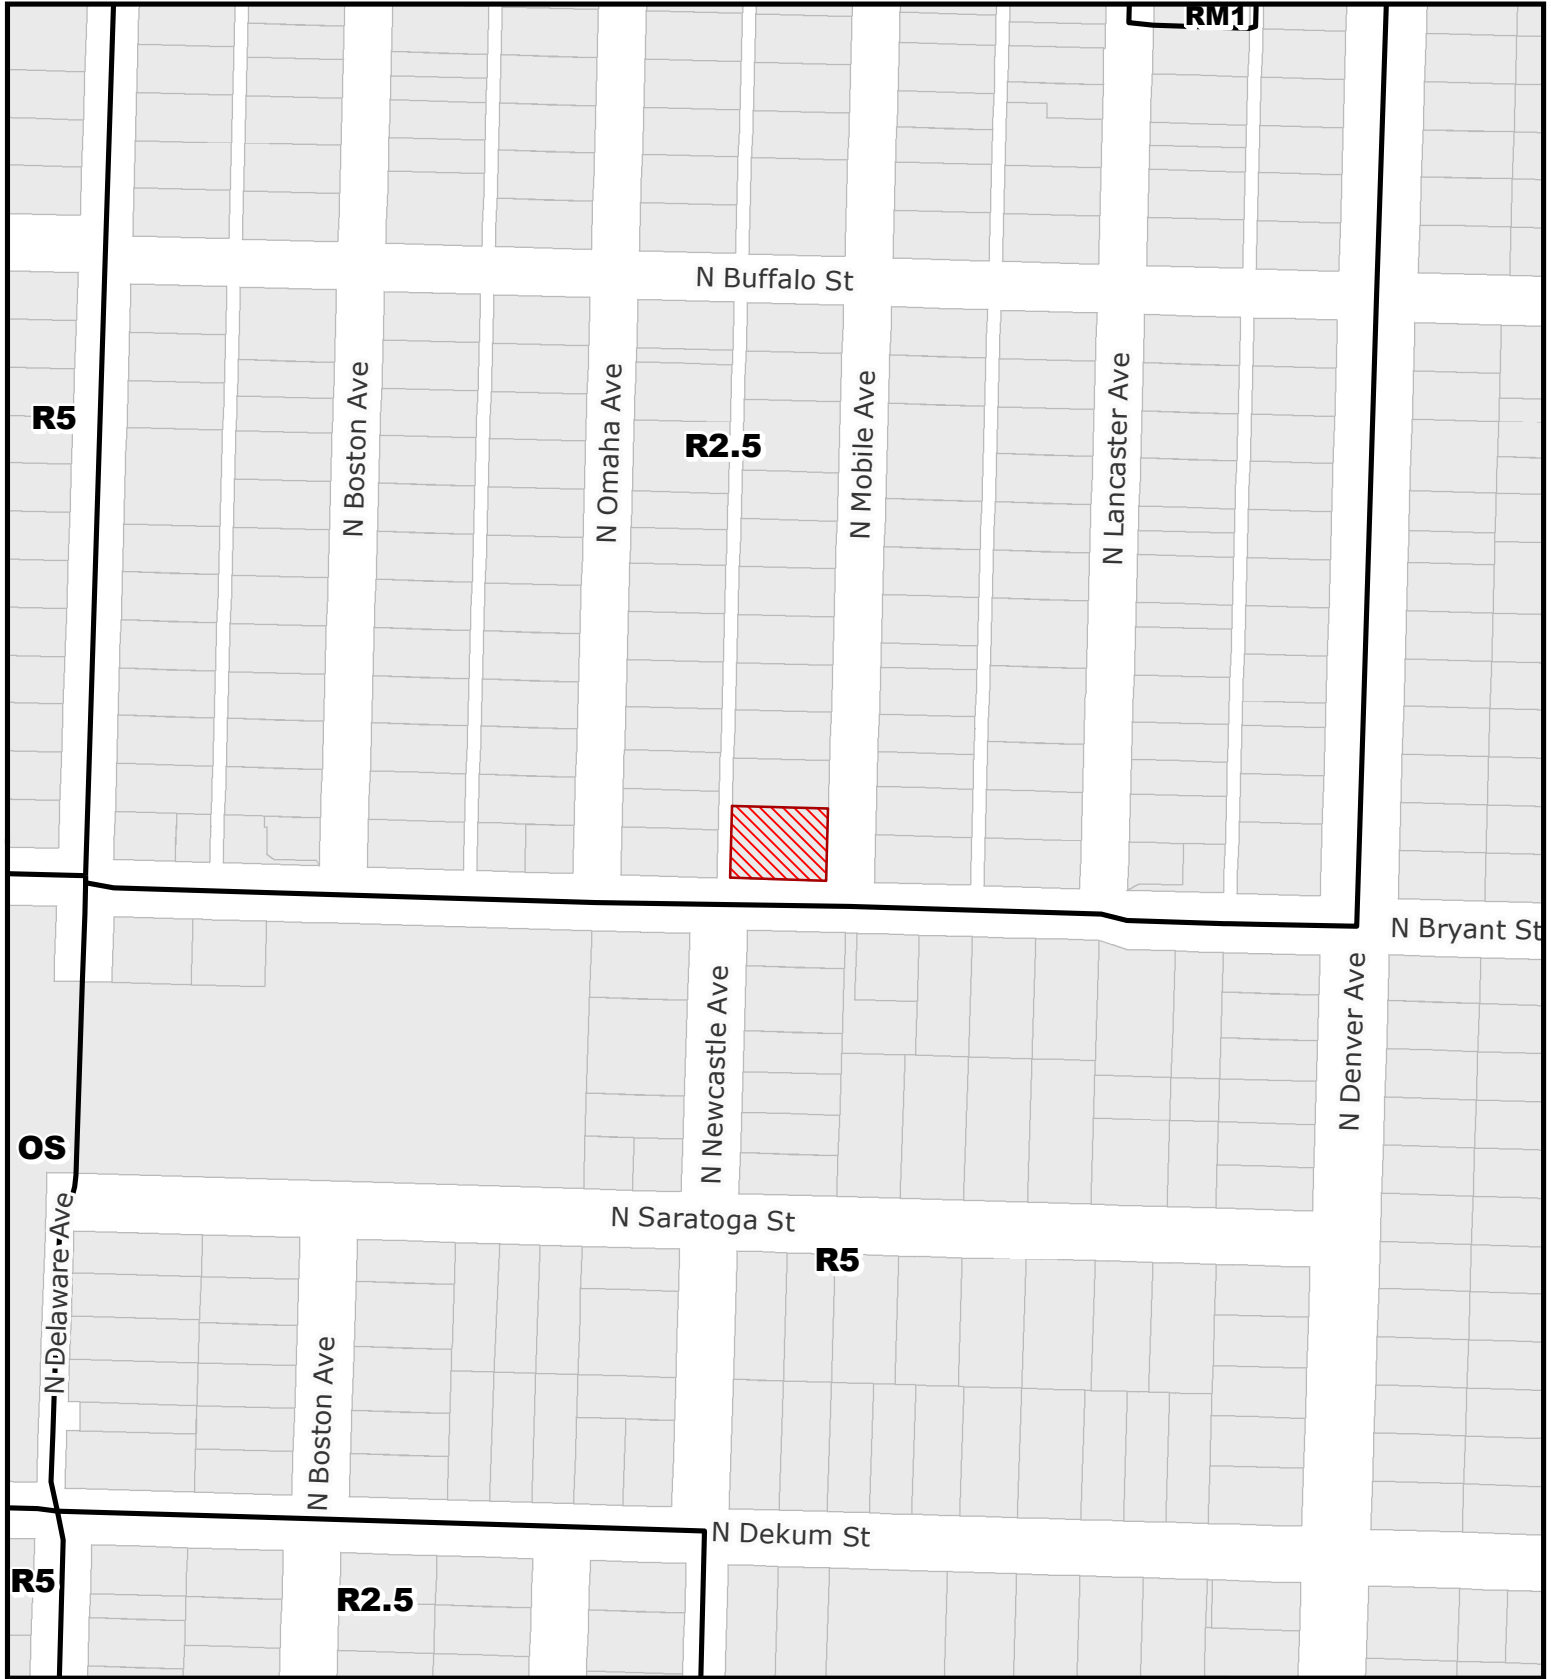 RM1
N Buffalo St
R5
N Boston Ave
N Omaha Ave
R2.5
N Mobile Ave
N Lancaster Ave
N Bryant St
N Newcastle Ave
N Denver Ave
OS
N Delaware Ave
N Saratoga St
R5
N Boston Ave
N Dekum St
R5
R2.5